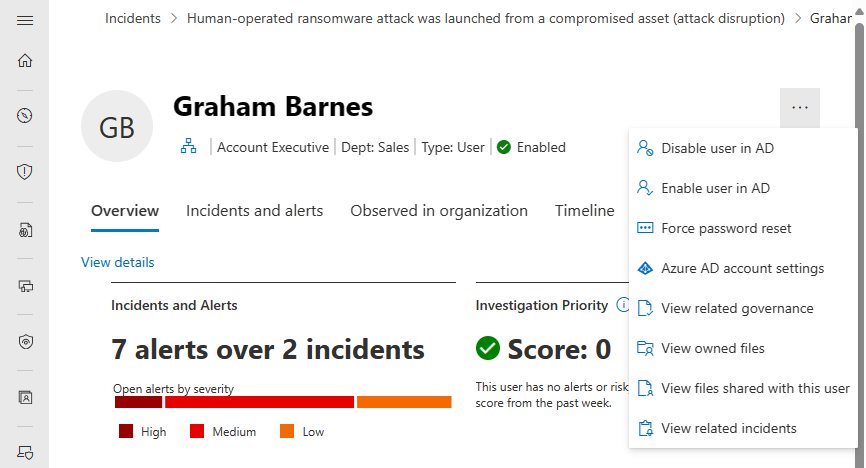 Incidents > Human-operated ransomware attack was launched from a compromised asset (attack disruption) > Graham
GB
Graham Barnes
...
Account Executive | Dept: Sales | Type: User | Enabled
Overview Incidents and alerts Observed in organization Timeline
View details
Incidents and Alerts
7 alerts over 2 incidents
Open alerts by severity
High Medium Low
Investigation Priority
Score: 0
This user has no alerts or risk
score from the past week.
Disable user in AD
Enable user in AD
Force password reset
Azure AD account settings
View related governance
View owned files
View files shared with this user
View related incidents